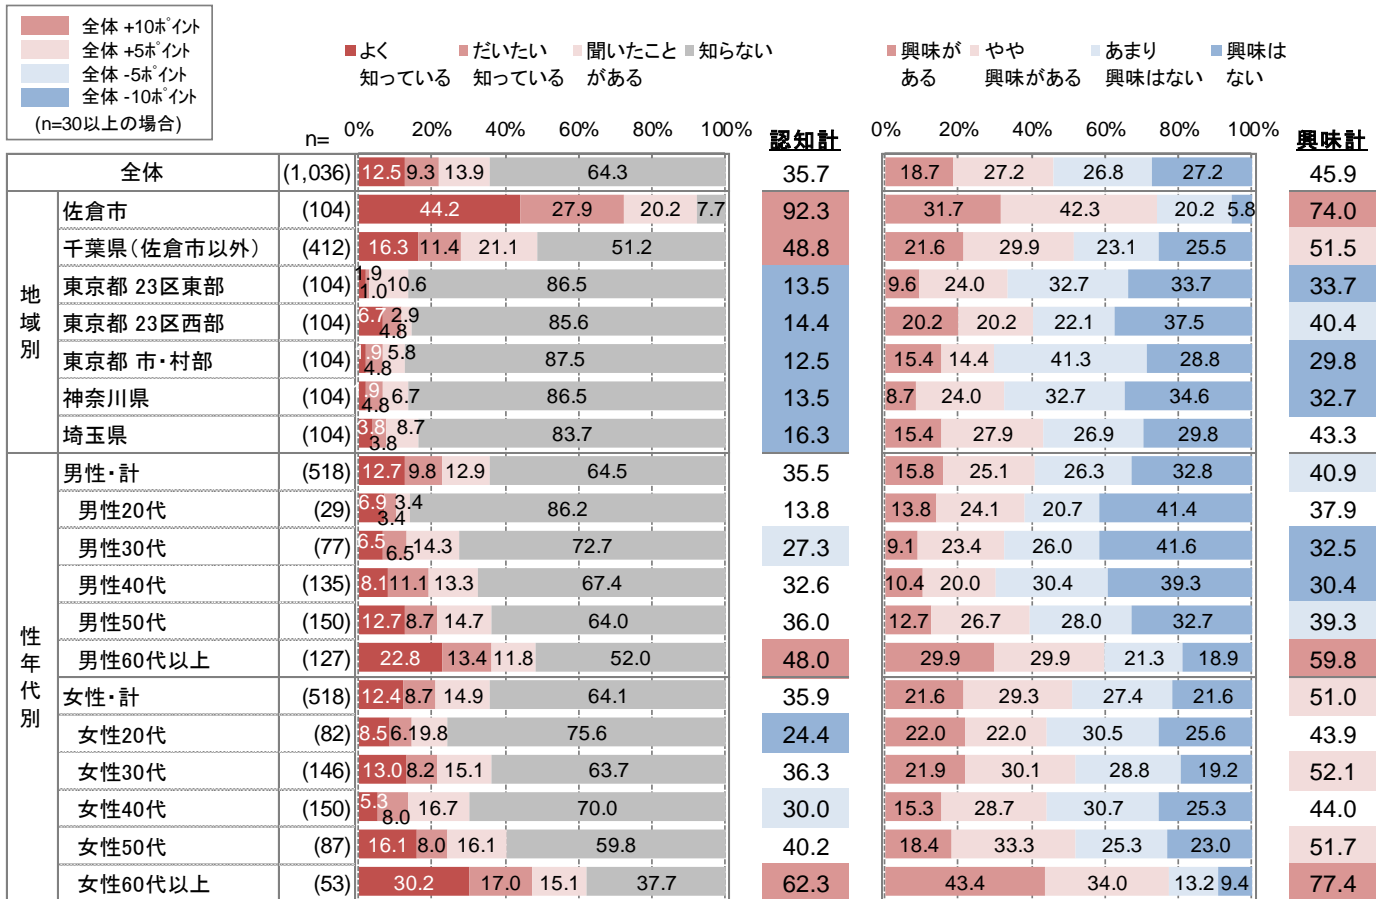 全体 +10ﾎﾟｲﾝﾄ
全体 +5ﾎﾟｲﾝﾄ
全体 -5ﾎﾟｲﾝﾄ
全体 -10ﾎﾟｲﾝﾄ
(n=30以上の場合)
よく知っている だいたい知っている 聞いたことがある 知らない
興味がある やや興味がある あまり興味はない 興味はない
n= 0% 20% 40% 60% 80% 100% 認知計 0% 20% 40% 60% 80% 100% 興味計
全体 (1,036) 12.5 9.3 13.9 64.3 35.7 18.7 27.2 26.8 27.2 45.9
地域別
佐倉市 (104) 44.2 27.9 20.2 7.7 92.3 31.7 42.3 20.2 5.8 74.0
千葉県(佐倉市以外) (412) 16.3 11.4 21.1 51.2 48.8 21.6 29.9 23.1 25.5 51.5
東京都 23区東部 (104) 1.9 1.0 10.6 86.5 13.5 9.6 24.0 32.7 33.7 33.7
東京都 23区西部 (104) 6.7 4.8 2.9 85.6 14.4 20.2 20.2 22.1 37.5 40.4
東京都 市・村部 (104) 1.9 4.8 5.8 87.5 12.5 15.4 14.4 41.3 28.8 29.8
神奈川県 (104) 1.9 4.8 6.7 86.5 13.5 8.7 24.0 32.7 34.6 32.7
埼玉県 (104) 3.8 3.8 8.7 83.7 16.3 15.4 27.9 26.9 29.8 43.3
性年代別
男性・計 (518) 12.7 9.8 12.9 64.5 35.5 15.8 25.1 26.3 32.8 40.9
男性20代 (29) 6.9 3.4 3.4 86.2 13.8 13.8 24.1 20.7 41.4 37.9
男性30代 (77) 6.5 6.5 14.3 72.7 27.3 9.1 23.4 26.0 41.6 32.5
男性40代 (135) 8.1 11.1 13.3 67.4 32.6 10.4 20.0 30.4 39.3 30.4
男性50代 (150) 12.7 8.7 14.7 64.0 36.0 12.7 26.7 28.0 32.7 39.3
男性60代以上 (127) 22.8 13.4 11.8 52.0 48.0 29.9 29.9 21.3 18.9 59.8
女性・計 (518) 12.4 8.7 14.9 64.1 35.9 21.6 29.3 27.4 21.6 51.0
女性20代 (82) 8.5 6.1 9.8 75.6 24.4 22.0 22.0 30.5 25.6 43.9
女性30代 (146) 13.0 8.2 15.1 63.7 36.3 21.9 30.1 28.8 19.2 52.1
女性40代 (150) 5.3 8.0 16.7 70.0 30.0 15.3 28.7 30.7 25.3 44.0
女性50代 (87) 16.1 8.0 16.1 59.8 40.2 18.4 33.3 25.3 23.0 51.7
女性60代以上 (53) 30.2 17.0 15.1 37.7 62.3 43.4 34.0 13.2 9.4 77.4